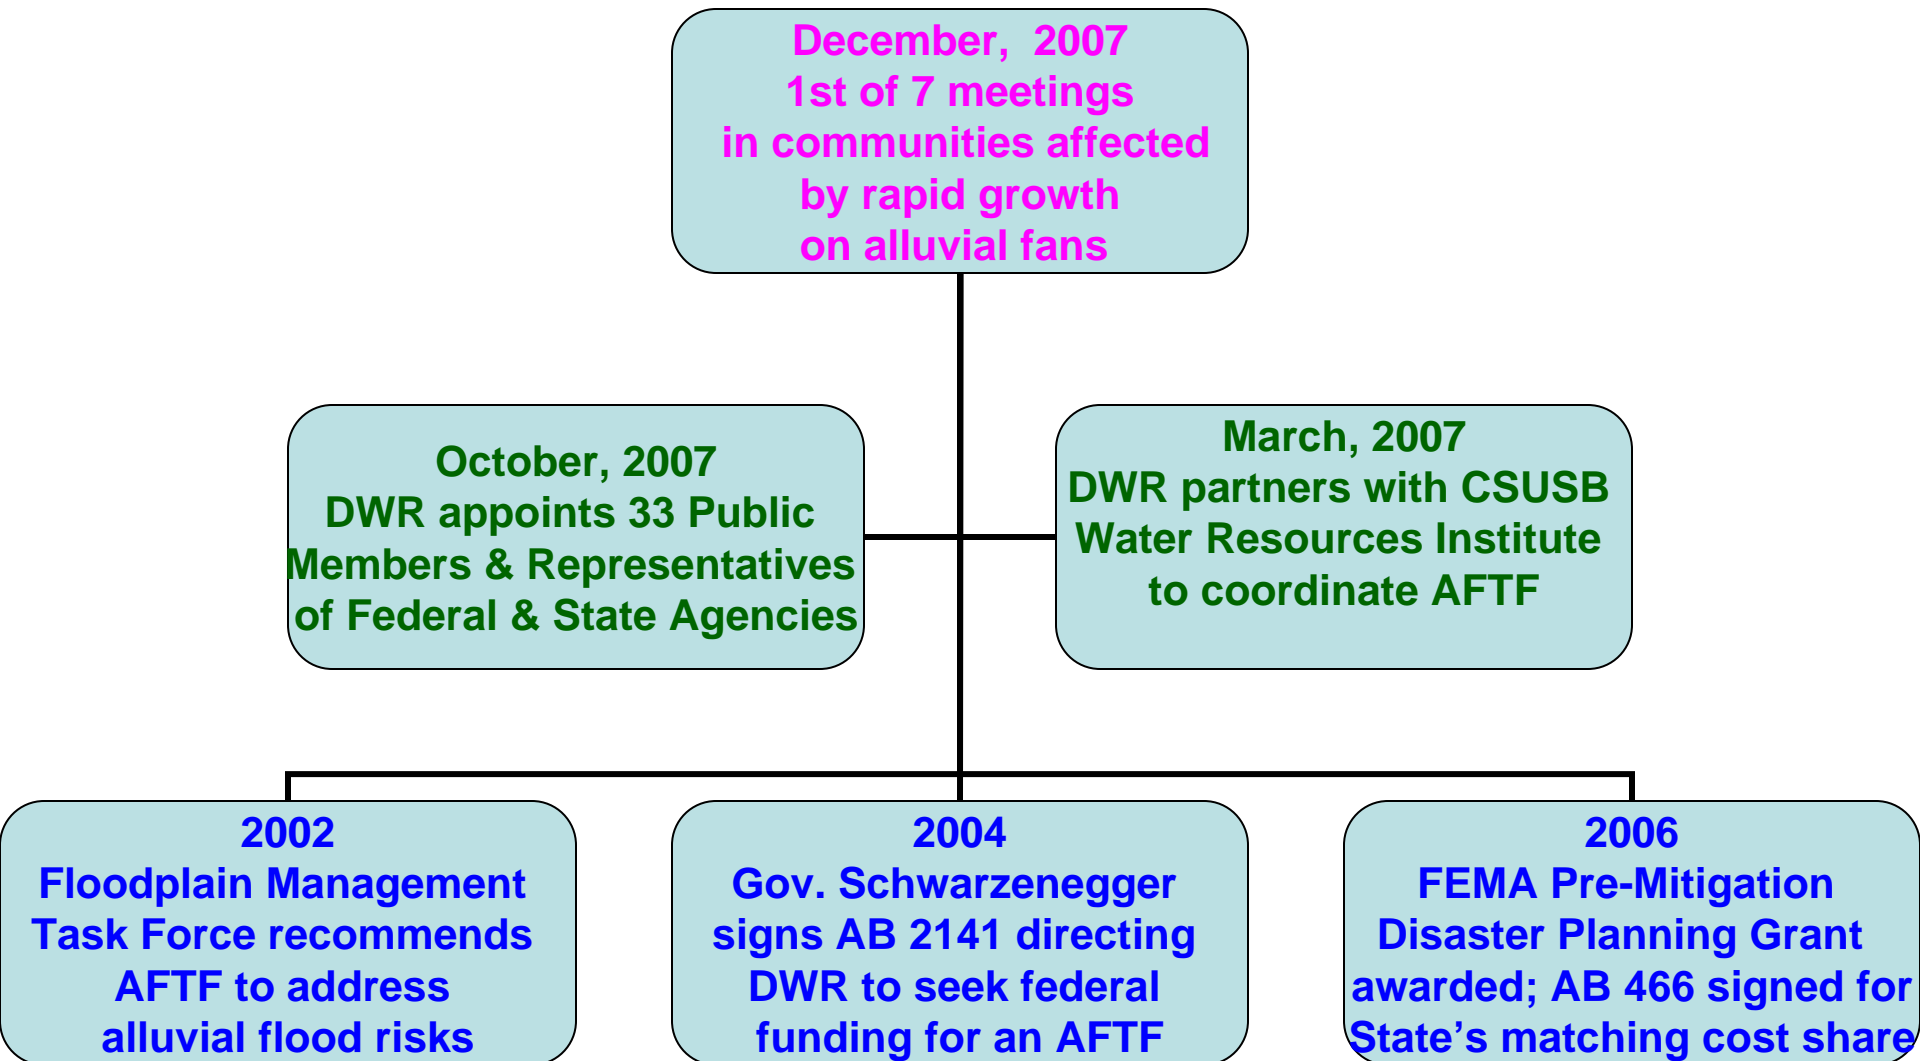 December, 2007
1st of 7 meetings
in communities affected
by rapid growth
on alluvial fans
October, 2007
DWR appoints 33 Public
Members & Representatives
of Federal & State Agencies
March, 2007
DWR partners with CSUSB
Water Resources Institute
to coordinate AFTF
2002
Floodplain Management
Task Force recommends
AFTF to address
alluvial flood risks
2004
Gov. Schwarzenegger
signs AB 2141 directing
DWR to seek federal
funding for an AFTF
2006
FEMA Pre-Mitigation
Disaster Planning Grant
awarded; AB 466 signed for
State’s matching cost share